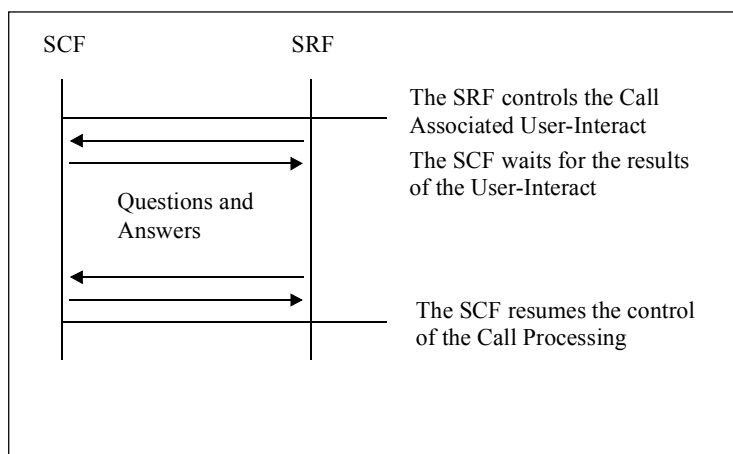 SCF
SRF
The SRF controls the Call
Associated User-Interact
The SCF waits for the results
of the User-Interact
Questions and
Answers
The SCF resumes the control
of the Call Processing